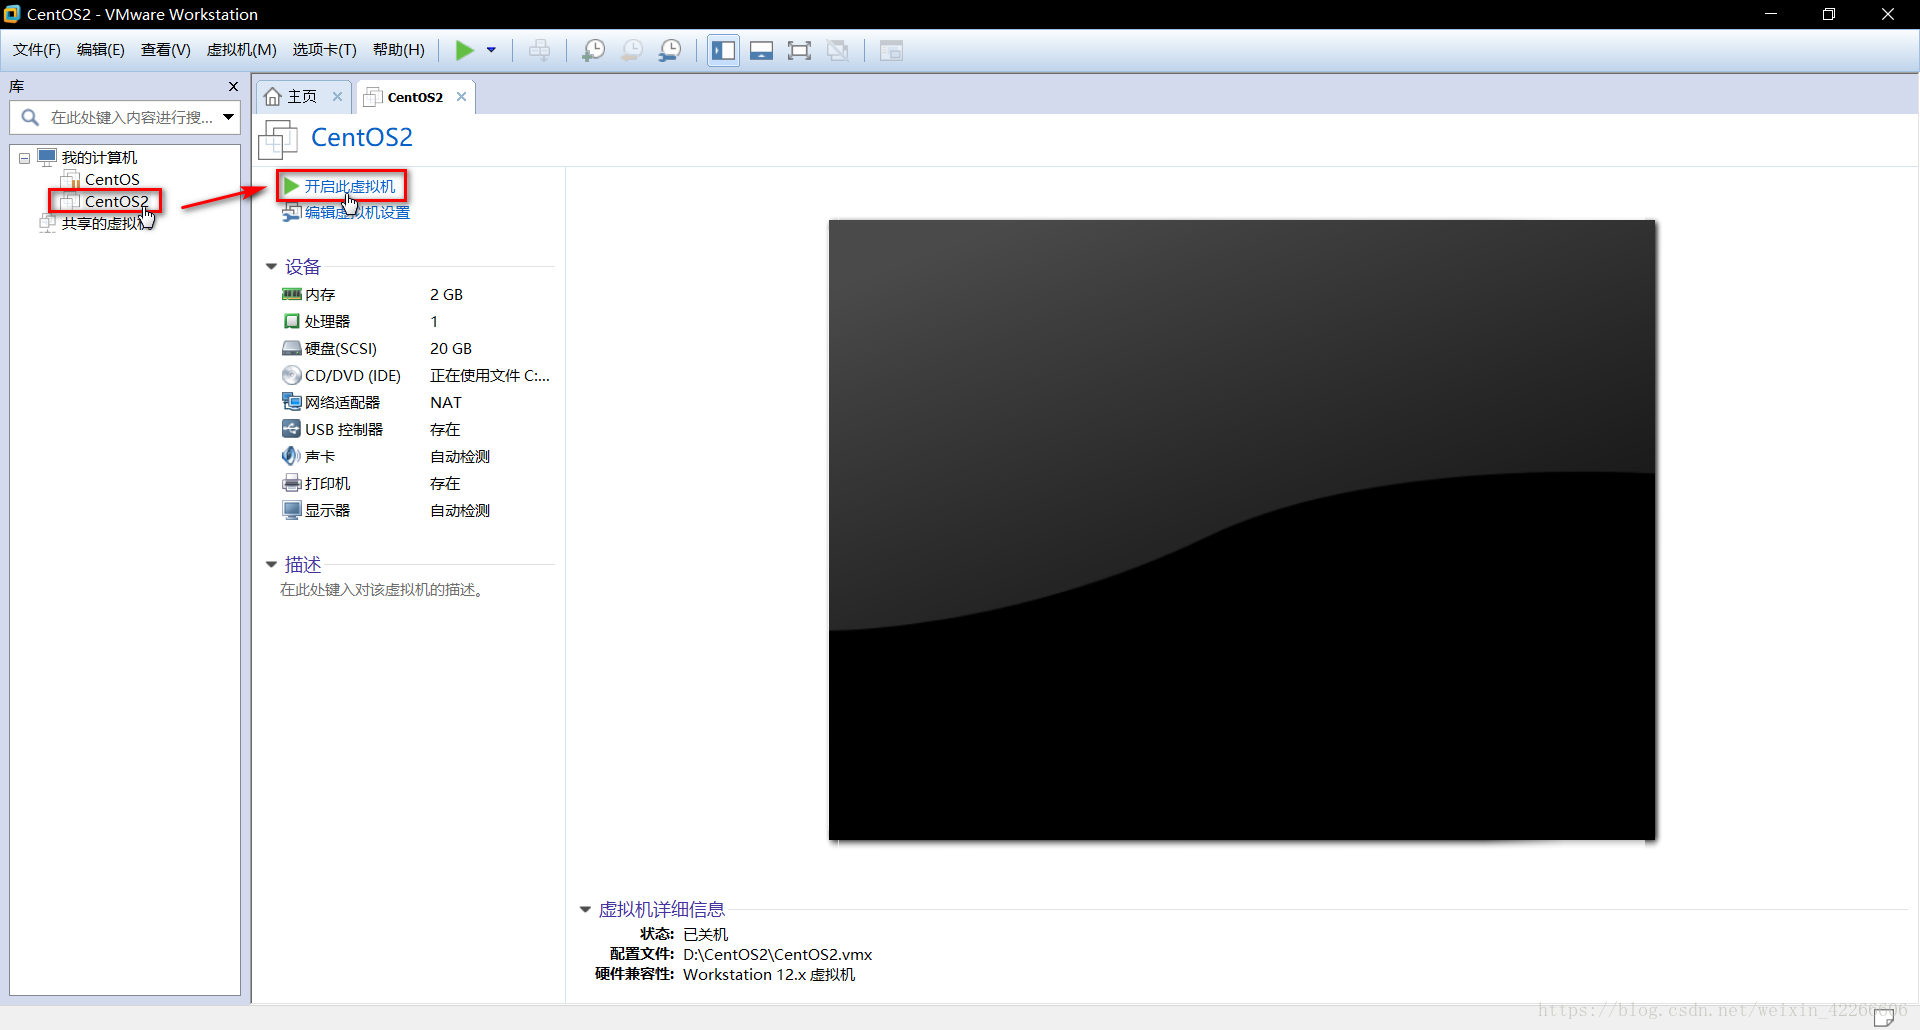 CentOS2 - VMware Workstation
文件(F) 编辑(E) 查看(V) 虚拟机(M) 选项卡(T) 帮助(H)
库
在此处键入内容进行搜...
我的计算机
CentOS
CentOS2
共享的虚拟机
主页
CentOS2
CentOS2
开启此虚拟机
编辑虚拟机设置
设备
内存 2 GB
处理器 1
硬盘(SCSI) 20 GB
CD/DVD (IDE) 正在使用文件 C:...
网络适配器 NAT
USB 控制器 存在
声卡 自动检测
打印机 存在
显示器 自动检测
描述
在此处键入对该虚拟机的描述。
虚拟机详细信息
状态: 已关机
配置文件: D:\CentOS2\CentOS2.vmx
硬件兼容性: Workstation 12.x 虚拟机
https://blog.csdn.net/weixin_42266606